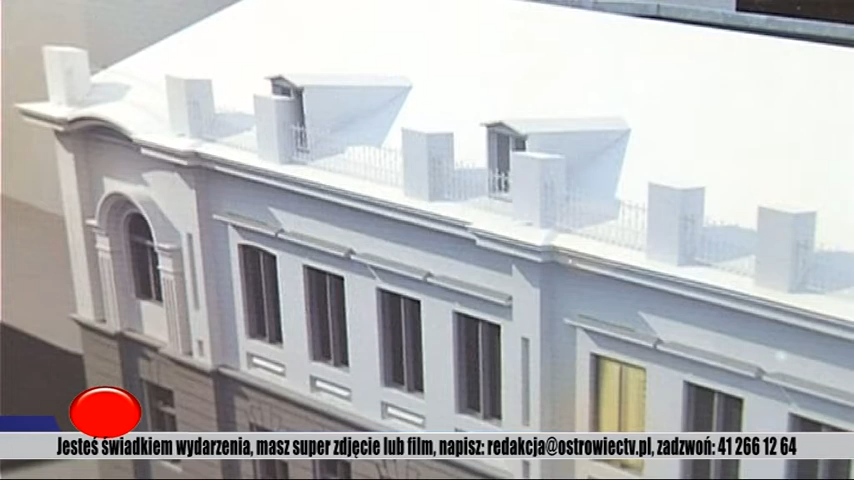 Jesteś świadkiem wydarzenia, masz super zdjęcie lub film, napisz: redakcja@ostrowiectv.pl, zadzwoń: 41 266 12 64